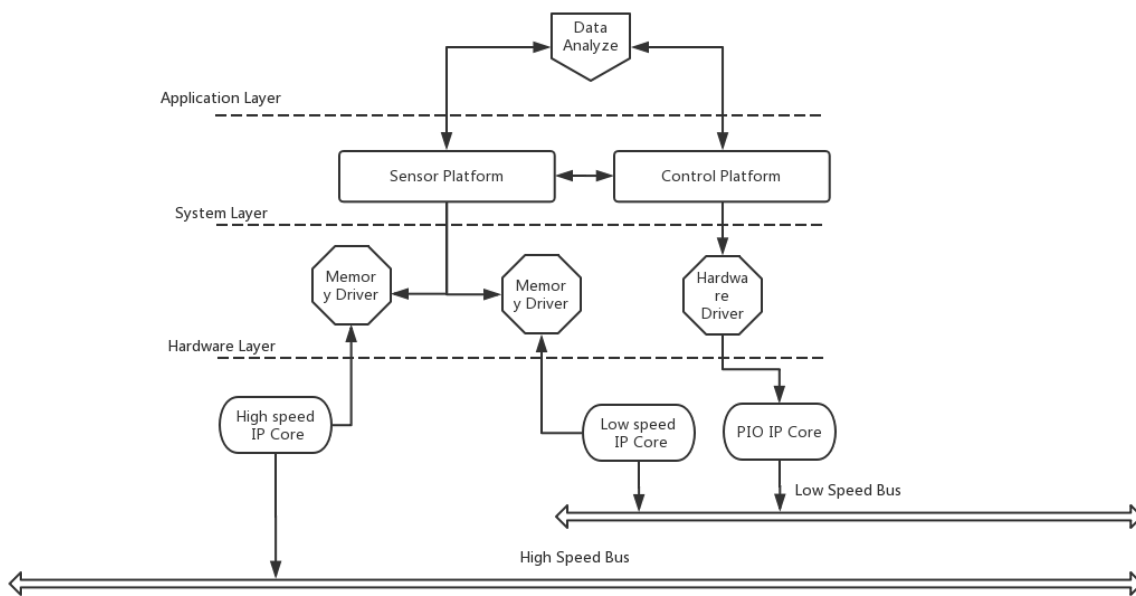 Data
Analyze
Application Layer
Sensor Platform
Control Platform
System Layer
Memor
y Driver
Memor
y Driver
Hardwa
re
Driver
Hardware Layer
High speed
IP Core
Low speed
IP Core
PIO IP Core
Low Speed Bus
High Speed Bus